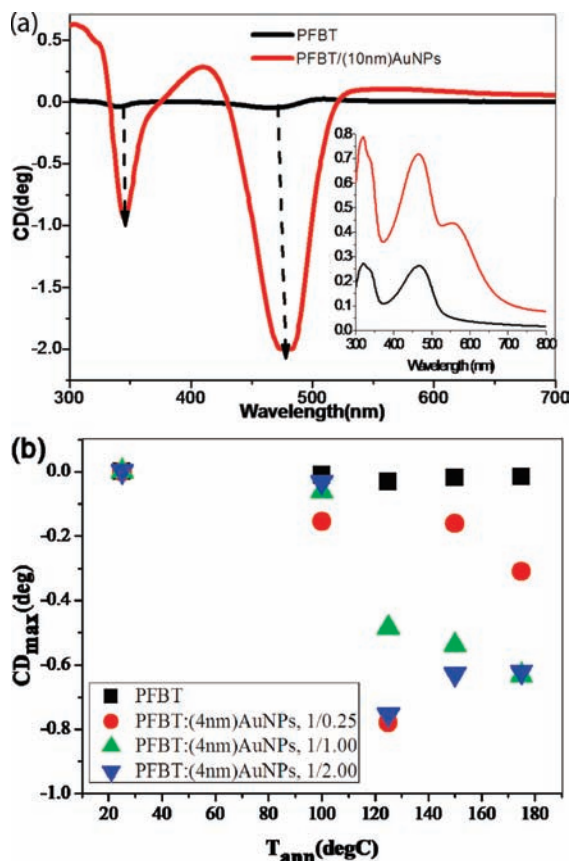 (a)
PFBT
PFBT/(10nm)AuNPs
0.5
0.0
-0.5
-1.0
-1.5
-2.0
CD(deg)
0.8
0.7
0.6
0.5
0.4
0.3
0.2
0.1
0.0
300 400 500 600 700 800
Wavelength (nm)
300 400 500 600 700
Wavelength(nm)
(b)
0.0
-0.2
-0.4
-0.6
-0.8
-1.0
CDmax(deg)
PFBT
PFBT:(4nm)AuNPs, 1/0.25
PFBT:(4nm)AuNPs, 1/1.00
PFBT:(4nm)AuNPs, 1/2.00
20 40 60 80 100 120 140 160 180
Tann(degC)